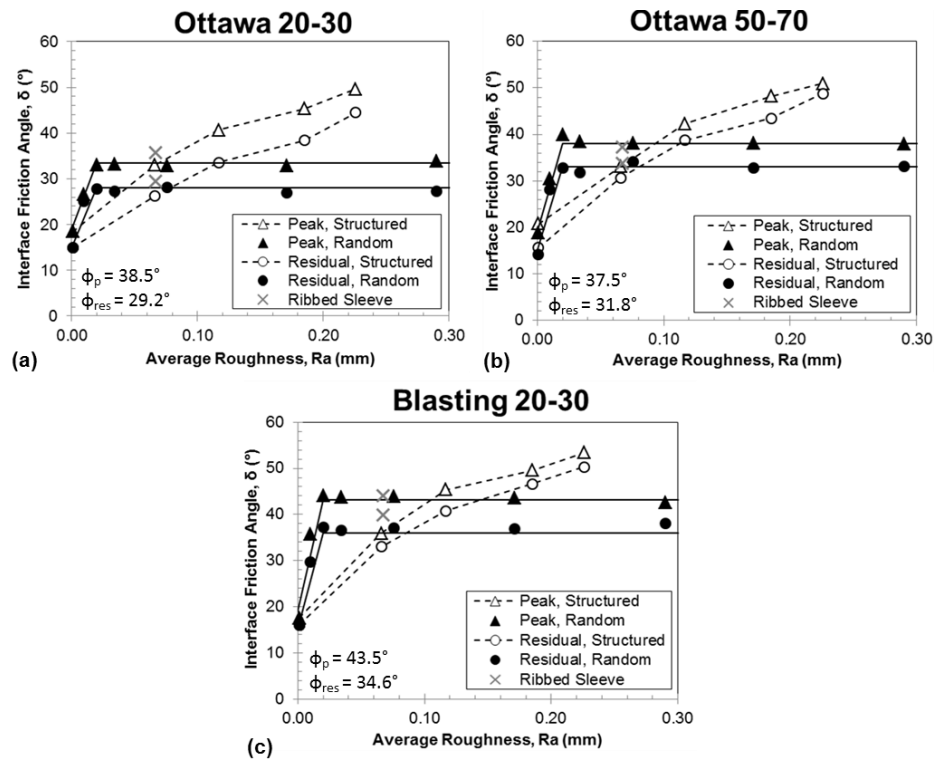 Ottawa 20-30
60
50
40
30
20
10
0
Interface Friction Angle, δ (°)
Peak, Structured
Peak, Random
Residual, Structured
Residual, Random
Ribbed Sleeve
ϕp = 38.5°
ϕres = 29.2°
0.00 0.10 0.20 0.30
Average Roughness, Ra (mm)
(a)
Ottawa 50-70
60
50
40
30
20
10
0
Interface Friction Angle, δ (°)
Peak, Structured
Peak, Random
Residual, Structured
Residual, Random
Ribbed Sleeve
ϕp = 37.5°
ϕres = 31.8°
0.00 0.10 0.20 0.30
Average Roughness, Ra (mm)
(b)
Blasting 20-30
60
50
40
30
20
10
0
Interface Friction Angle, δ (°)
Peak, Structured
Peak, Random
Residual, Structured
Residual, Random
Ribbed Sleeve
ϕp = 43.5°
ϕres = 34.6°
0.00 0.10 0.20 0.30
Average Roughness, Ra (mm)
(c)